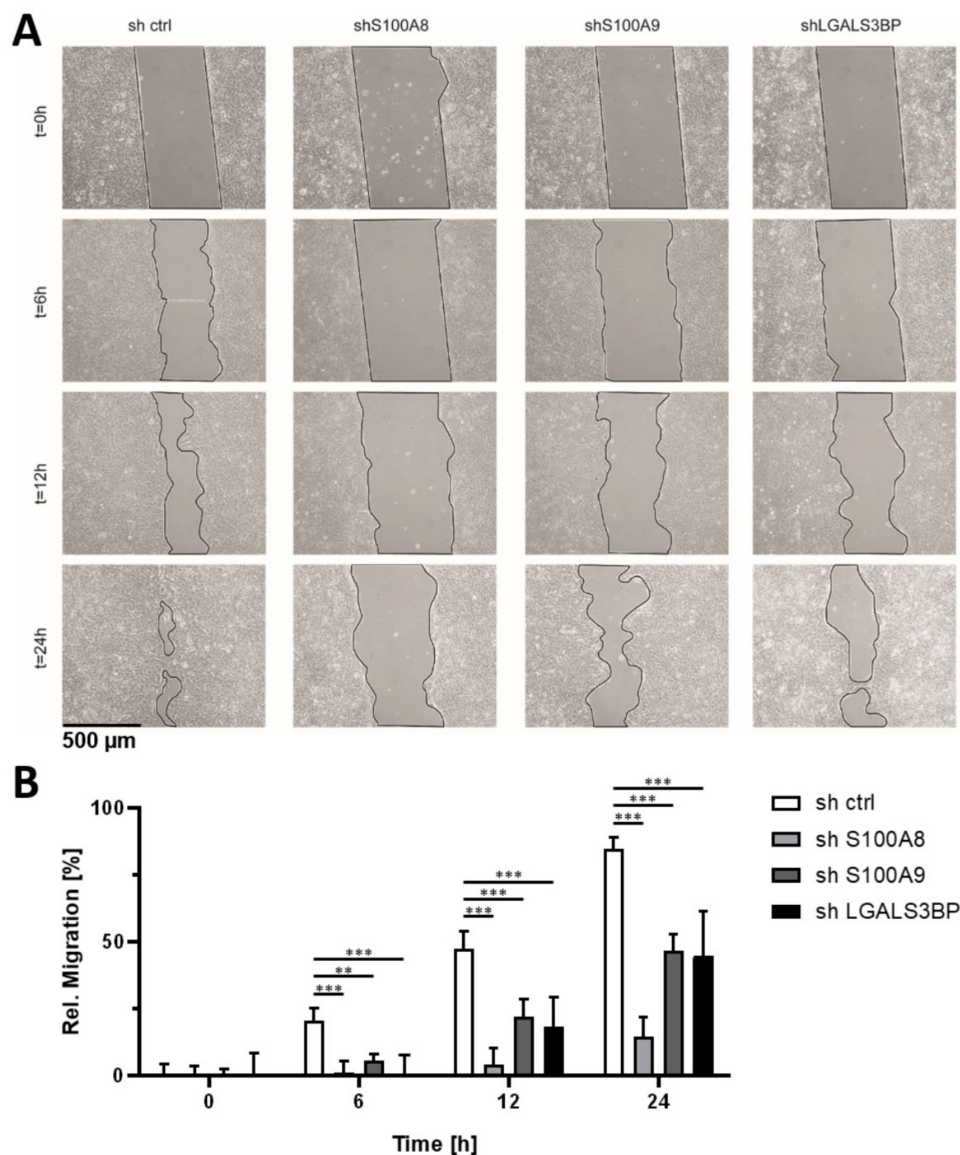 A
sh ctrl shS100A8 shS100A9 shLGALS3BP
t=0h
t=6h
t=12h
t=24h
500 µm
B
Rel. Migration [%]
100
50
0
*** ** ***
*** *** ***
*** *** ***
0 6 12 24
Time [h]
sh ctrl
sh S100A8
sh S100A9
sh LGALS3BP